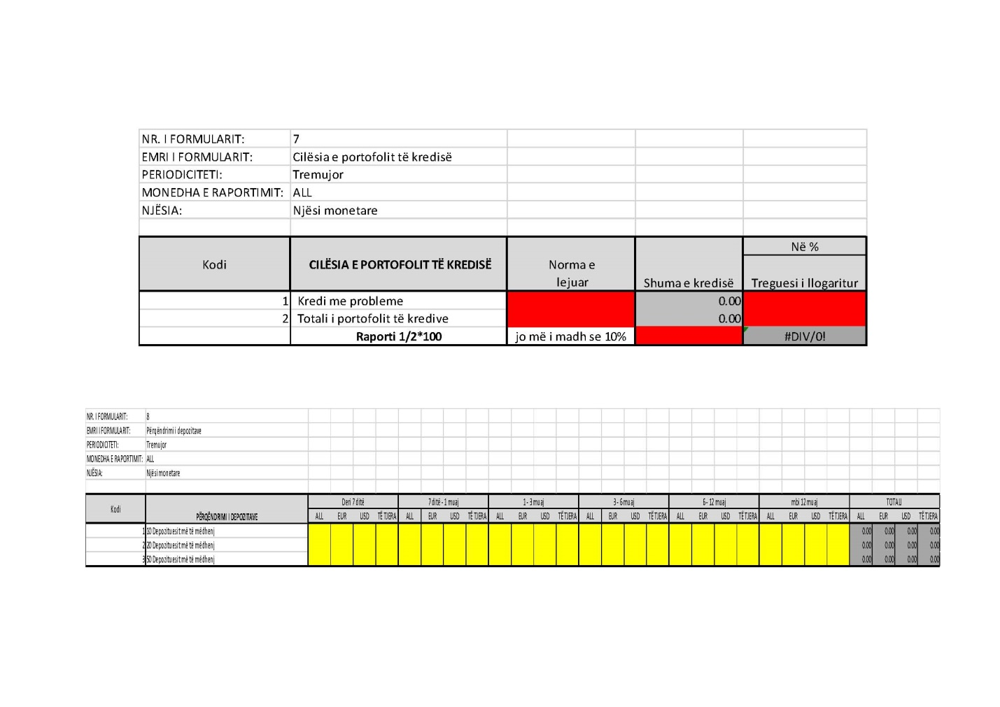 NR. I FORMULARIT: 7
EMRI I FORMULARIT: Cilësia e portofolit të kredisë
PERIODICITETI: Tremujor
MONEDHA E RAPORTIMIT: ALL
NJËSIA: Njësi monetare
Kodi CILËSIA E PORTOFOLIT TË KREDISË Norma e lejuar Shuma e kredisë Në % Treguesi i llogaritur
1 Kredi me probleme 0.00
2 Totali i portofolit të kredive 0.00
Raporti 1/2*100 jo më i madh se 10% #DIV/0!
NR. I FORMULARIT: 8
EMRI I FORMULARIT: Përqëndrimi i depozitave
PERIODICITETI: Tremujor
MONEDHA E RAPORTIMIT: ALL
NJËSIA: Njësi monetare
Kodi PËRQËNDRIMI I DEPOZITAVE Deri 7 ditë 7 ditë - 1 muaj 1 - 3 muaj 3 - 6 muaj 6 - 12 muaj mbi 12 muaj TOTALI
ALL EUR USD TË TJERA ALL EUR USD TË TJERA ALL EUR USD TË TJERA ALL EUR USD TË TJERA ALL EUR USD TË TJERA ALL EUR USD TË TJERA ALL EUR USD TË TJERA
1 10 Depozituesit më të mëdhenj 0.00 0.00 0.00 0.00
2 20 Depozituesit më të mëdhenj 0.00 0.00 0.00 0.00
3 50 Depozituesit më të mëdhenj 0.00 0.00 0.00 0.00